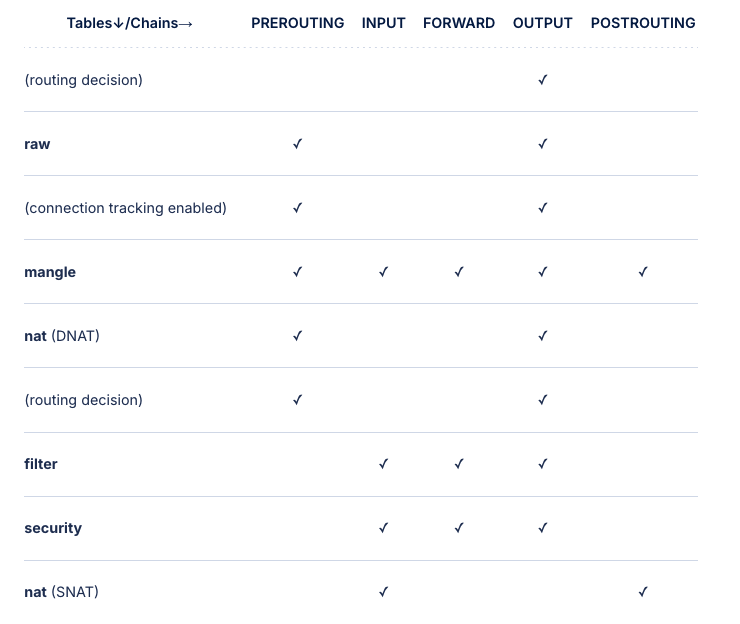 Tables↓/Chains→ PREROUTING INPUT FORWARD OUTPUT POSTROUTING
(routing decision) ✓
raw ✓ ✓
(connection tracking enabled) ✓ ✓
mangle ✓ ✓ ✓ ✓ ✓
nat (DNAT) ✓ ✓
(routing decision) ✓ ✓
filter ✓ ✓ ✓
security ✓ ✓ ✓
nat (SNAT) ✓ ✓